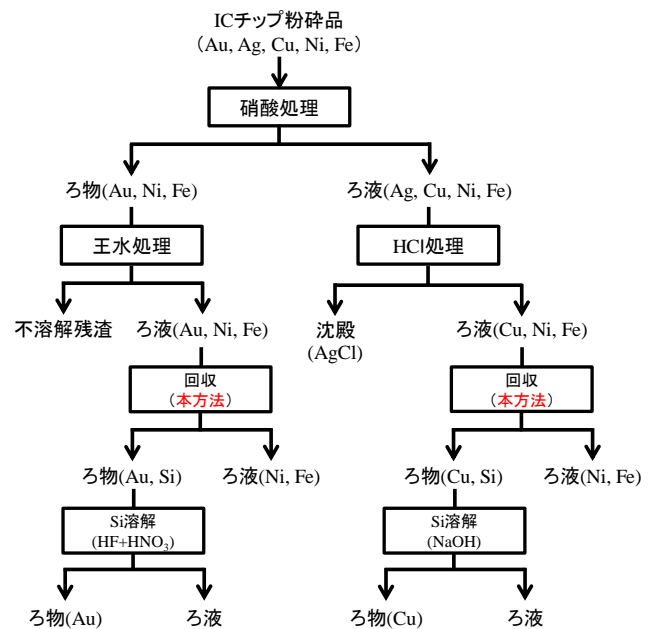 ICチップ粉砕品
（Au, Ag, Cu, Ni, Fe）
硝酸処理
ろ物(Au, Ni, Fe)
ろ液(Ag, Cu, Ni, Fe)
王水処理
HCl処理
不溶解残渣
ろ液(Au, Ni, Fe)
沈殿
(AgCl)
ろ液(Cu, Ni, Fe)
回収
（本方法）
回収
（本方法）
ろ物(Au, Si)
ろ液(Ni, Fe)
ろ物(Cu, Si)
ろ液(Ni, Fe)
Si溶解
(HF+HNO₃)
Si溶解
(NaOH)
ろ物(Au)
ろ液
ろ物(Cu)
ろ液